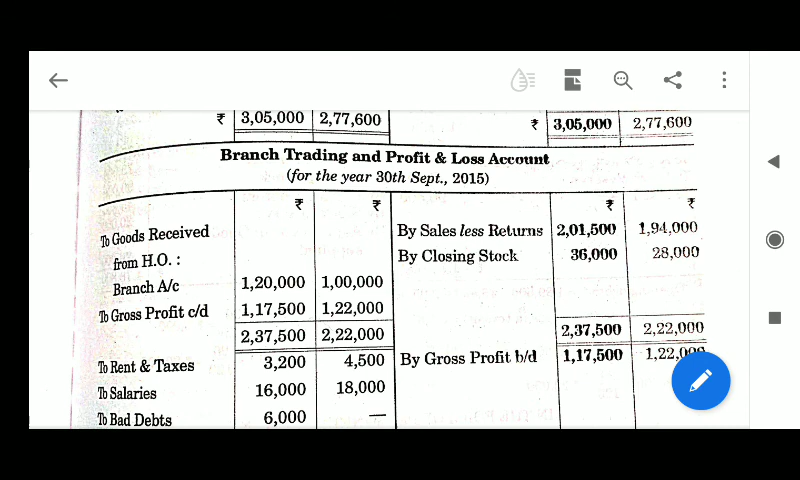 ₹ 3,05,000 2,77,600 ₹ 3,05,000 2,77,600
Branch Trading and Profit & Loss Account
(for the year 30th Sept., 2015)
₹ ₹ ₹ ₹
To Goods Received By Sales less Returns 2,01,500 1,94,000
from H.O. : By Closing Stock 36,000 28,000
Branch A/c 1,20,000 1,00,000
To Gross Profit c/d 1,17,500 1,22,000
2,37,500 2,22,000 2,37,500 2,22,000
To Rent & Taxes 3,200 4,500 By Gross Profit b/d 1,17,500
To Salaries 16,000 18,000
To Bad Debts 6,000 —